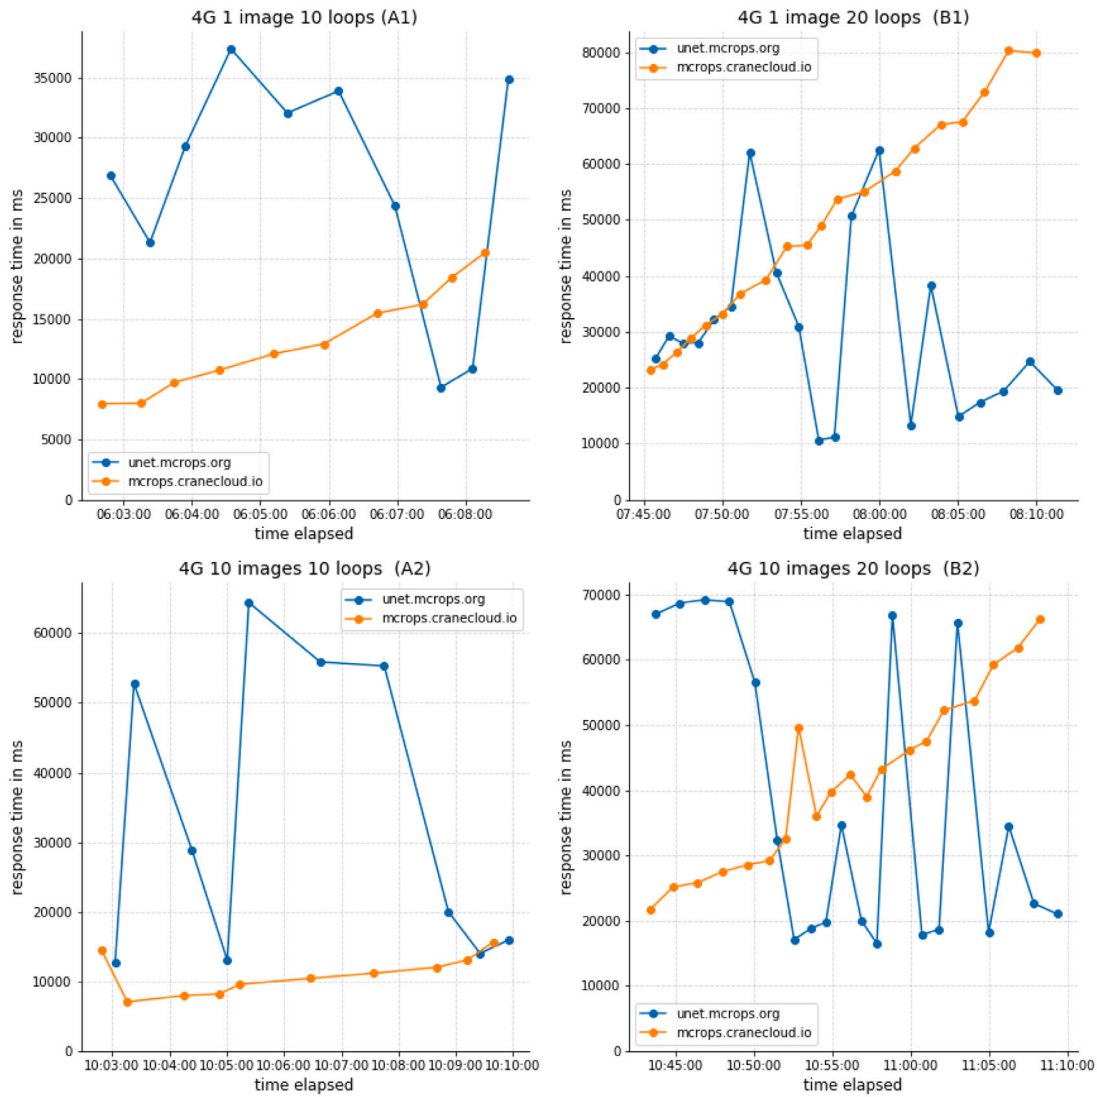 4G 1 image 10 loops (A1)
35000
30000
25000
20000
15000
10000
5000
0
response time in ms
unet.mcrops.org
mcrops.cranecloud.io
06:03:00 06:04:00 06:05:00 06:06:00 06:07:00 06:08:00
time elapsed
4G 1 image 20 loops (B1)
unet.mcrops.org
mcrops.cranecloud.io
80000
70000
60000
50000
40000
30000
20000
10000
0
response time in ms
07:45:00 07:50:00 07:55:00 08:00:00 08:05:00 08:10:00
time elapsed
4G 10 images 10 loops (A2)
unet.mcrops.org
mcrops.cranecloud.io
60000
50000
40000
30000
20000
10000
0
response time in ms
10:03:00 10:04:00 10:05:00 10:06:00 10:07:00 10:08:00 10:09:00 10:10:00
time elapsed
4G 10 images 20 loops (B2)
70000
60000
50000
40000
30000
20000
10000
0
response time in ms
unet.mcrops.org
mcrops.cranecloud.io
10:45:00 10:50:00 10:55:00 11:00:00 11:05:00 11:10:00
time elapsed